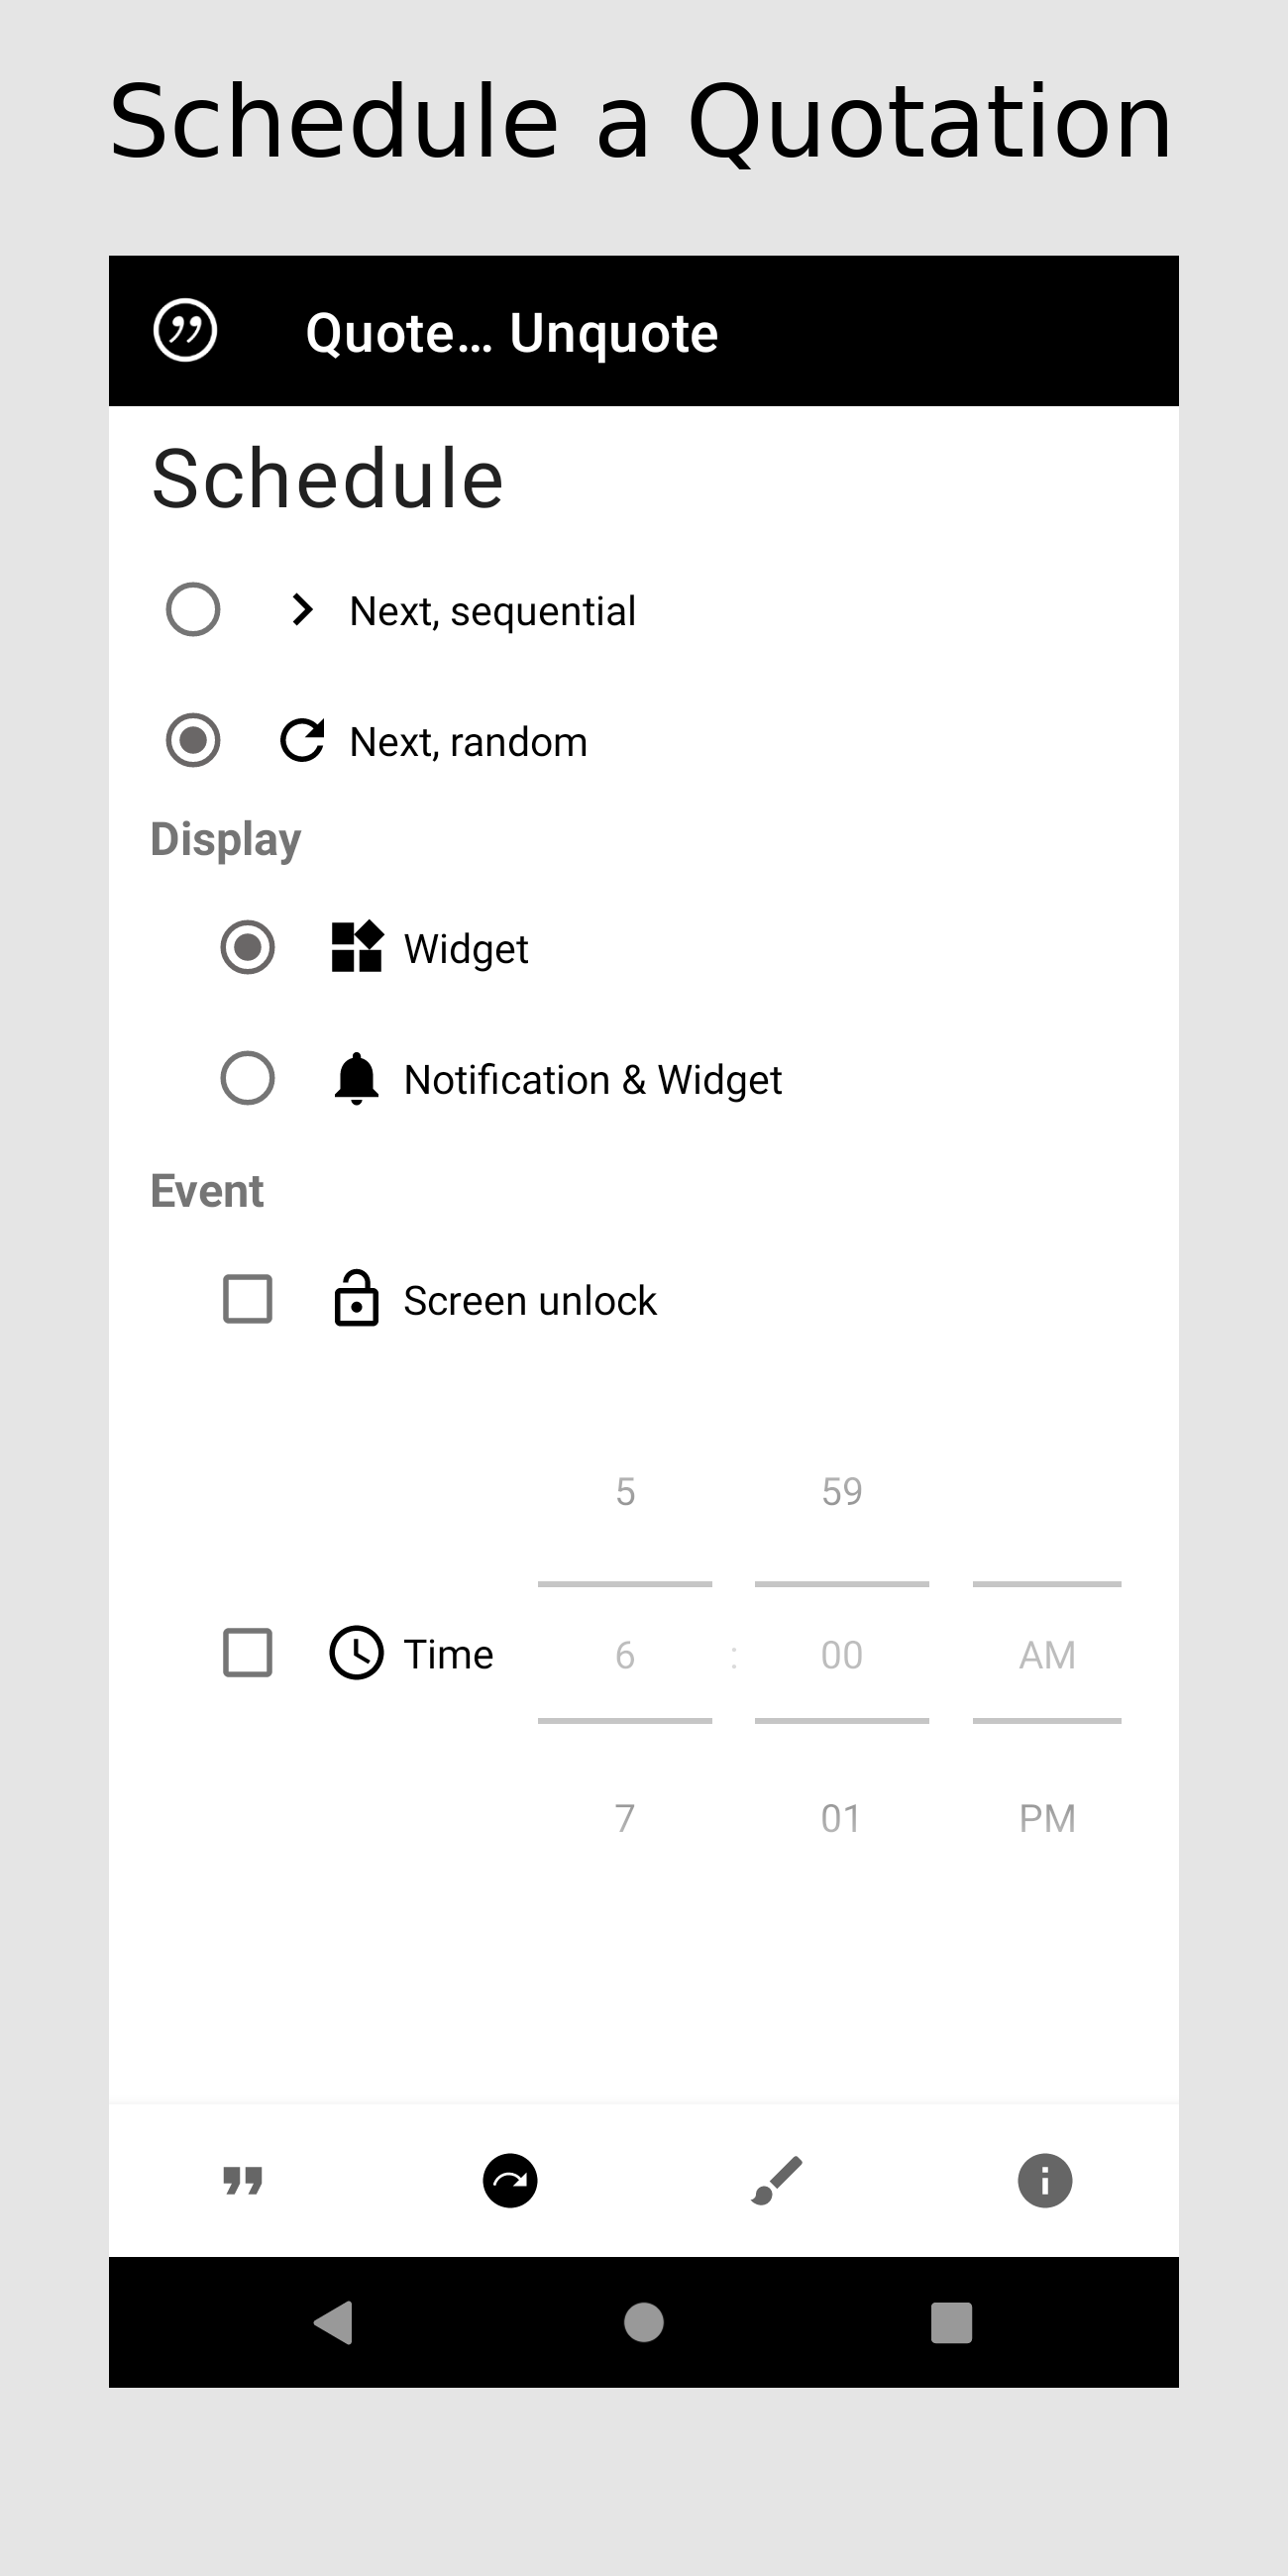 Schedule a Quotation
Quote... Unquote
Schedule
Next, sequential
Next, random
Display
Widget
Notification & Widget
Event
Screen unlock
5 59
Time 6 : 00 AM
7 01 PM